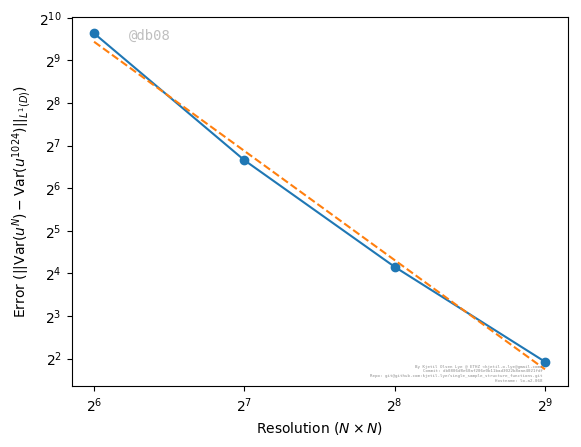 2^10
@db08
2^9
2^8
2^7
2^6
2^5
2^4
2^3
2^2
Error (||Var(u^N) − Var(u^1024)||_L^1(D))
2^6 2^7 2^8 2^9
Resolution (N × N)